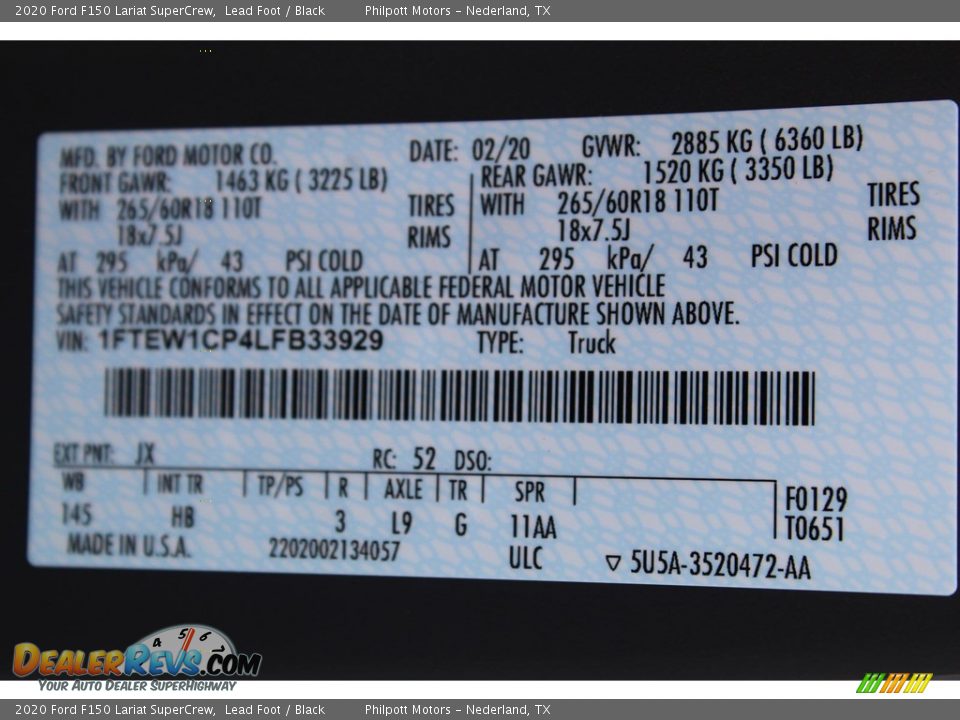 2020 Ford F150 Lariat SuperCrew, Lead Foot / Black Philpott Motors – Nederland, TX
MFD. BY FORD MOTOR CO. DATE: 02/20 GVWR: 2885 KG ( 6360 LB)
FRONT GAWR: 1463 KG ( 3225 LB) REAR GAWR: 1520 KG ( 3350 LB)
WITH 265/60R18 110T TIRES WITH 265/60R18 110T TIRES
18x7.5J RIMS 18x7.5J RIMS
AT 295 kPa/ 43 PSI COLD AT 295 kPa/ 43 PSI COLD
THIS VEHICLE CONFORMS TO ALL APPLICABLE FEDERAL MOTOR VEHICLE
SAFETY STANDARDS IN EFFECT ON THE DATE OF MANUFACTURE SHOWN ABOVE.
VIN: 1FTEW1CP4LFB33929 TYPE: Truck
EXT PNT: JX RC: 52 DSO:
WB INT TR TP/PS R AXLE TR SPR F0129
145 HB 3 L9 G 11AA T0651
MADE IN U.S.A. 2202002134057 ULC ▽ 5U5A-3520472-AA
4 5 6
DEALERREVS.COM
YOUR AUTO DEALER SUPERHIGHWAY
2020 Ford F150 Lariat SuperCrew, Lead Foot / Black Philpott Motors – Nederland, TX